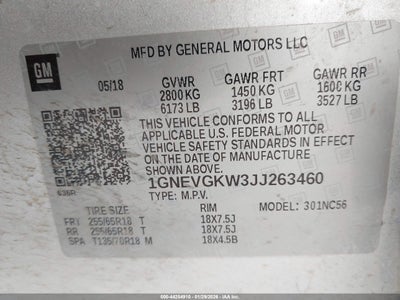 MFD BY GENERAL MOTORS LLC
GM
05/18 GVWR GAWR FRT GAWR RR
2800 KG 1450 KG 1600 KG
6173 LB 3196 LB 3527 LB
THIS VEHICLE CONFORMS TO ALL
APPLICABLE U.S. FEDERAL MOTOR
VEHICLE SAFETY STANDARDS IN EFFECT
ON THE DATE OF MANUFACTURE
SHOWN ABOVE.
1GNEVGKW3JJ263460
TYPE: M.P.V. MODEL: 301NC56
TIRE SIZE RIM
FRT 255/65R18 T 18X7.5J
RR 255/65R18 T 18X7.5J
SPA T135/70R18 M 18X4.5B